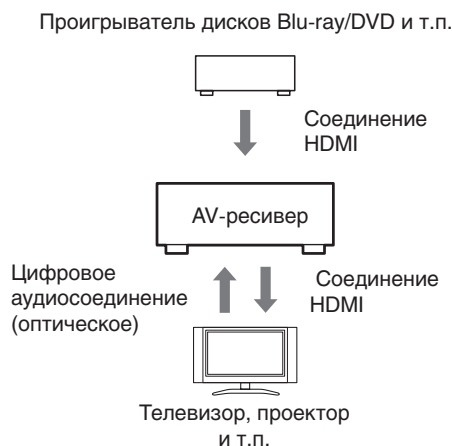 Проигрыватель дисков Blu-ray/DVD и т.п.
Соединение
HDMI
AV-ресивер
Цифровое
аудиосоединение
(оптическое)
Соединение
HDMI
Телевизор, проектор
и т.п.